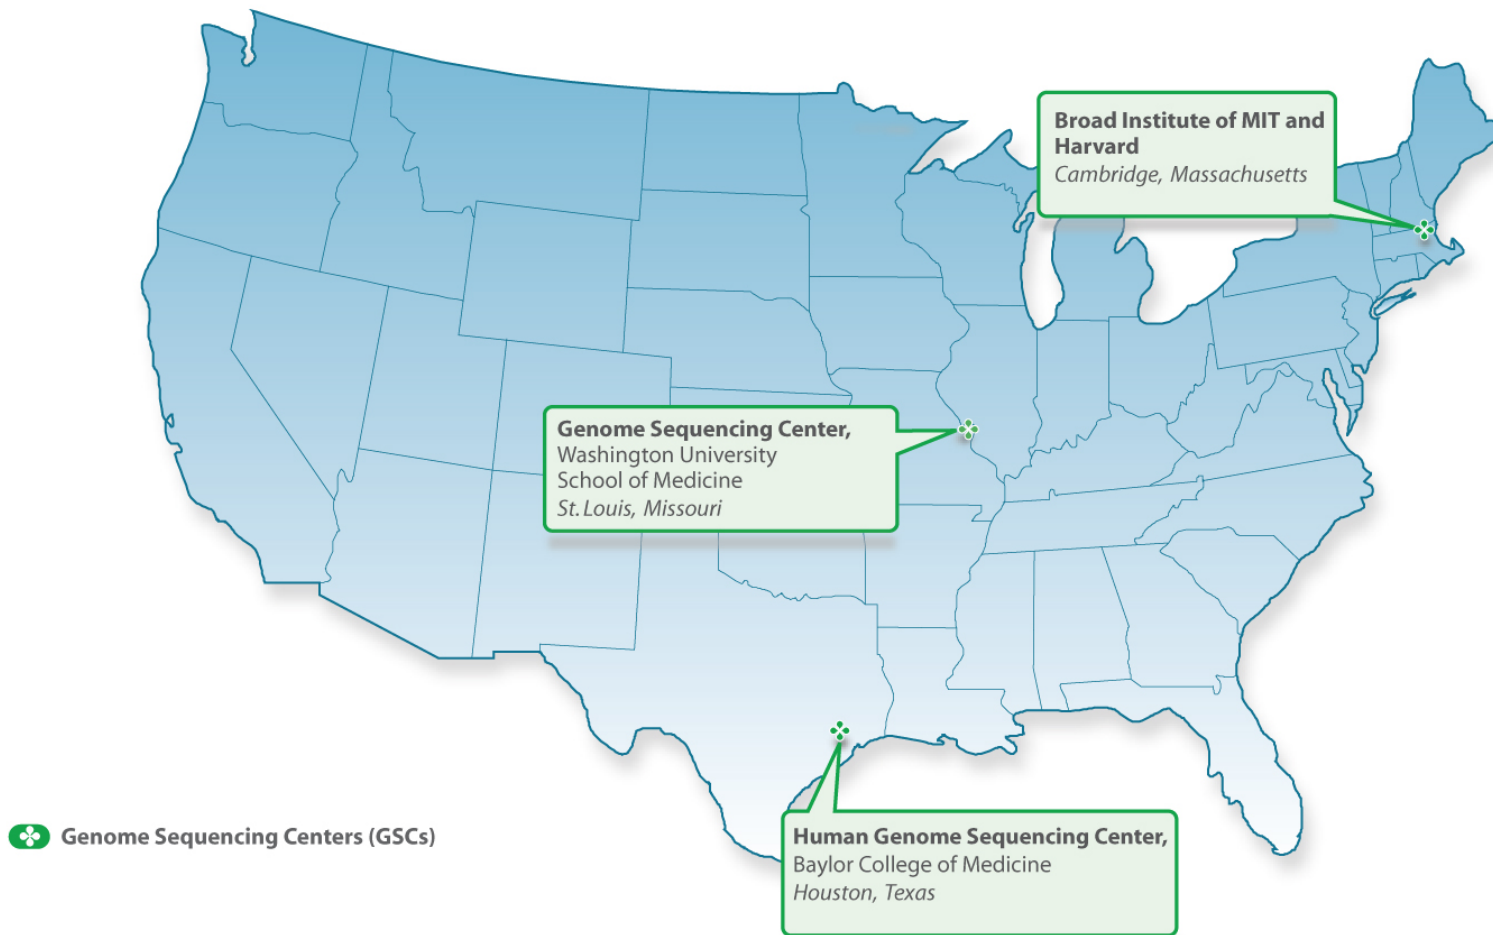 Broad Institute of MIT and
Harvard
Cambridge, Massachusetts
Genome Sequencing Center,
Washington University
School of Medicine
St. Louis, Missouri
Genome Sequencing Centers (GSCs)
Human Genome Sequencing Center,
Baylor College of Medicine
Houston, Texas